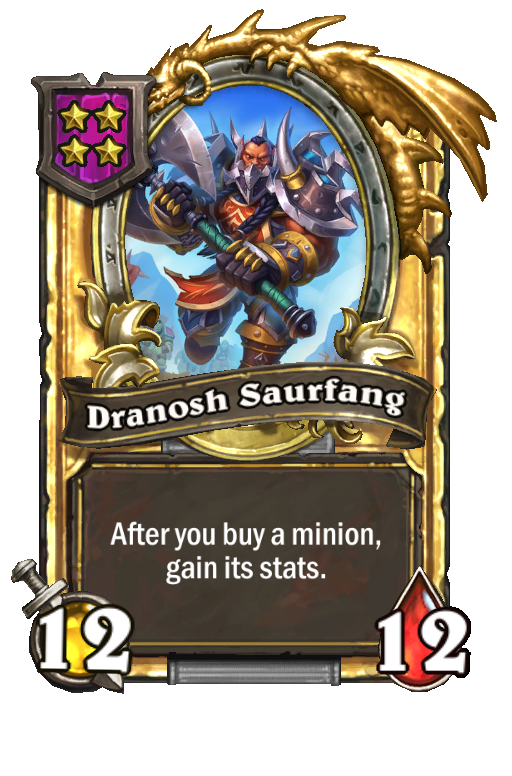 Dranosh Saurfang
After you buy a minion,
gain its stats.
12
12